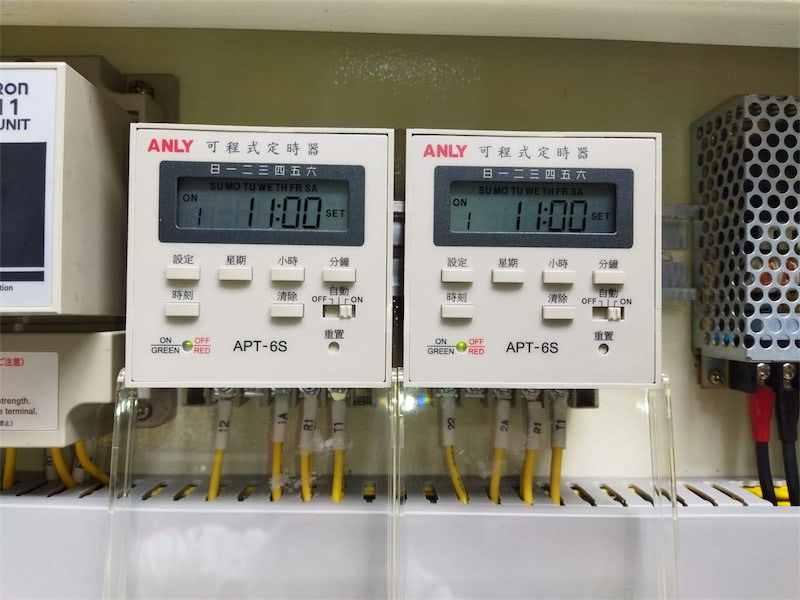 RON
11
UNIT
ANLY 可程式定時器
日一二三四五六
SU MO TU WE TH FR SA
ON
1 11:00 SET
設定 星期 小時 分鐘
時刻 清除 自動
OFF ON
重置
ON OFF
GREEN RED
APT-6S
ANLY 可程式定時器
日一二三四五六
SU MO TU WE TH FR SA
ON
1 11:00 SET
設定 星期 小時 分鐘
時刻 清除 自動
OFF ON
重置
ON OFF
GREEN RED
APT-6S
ご注意)
strength.
e terminal.
12 1A R1 T1
22 2A R1 T1